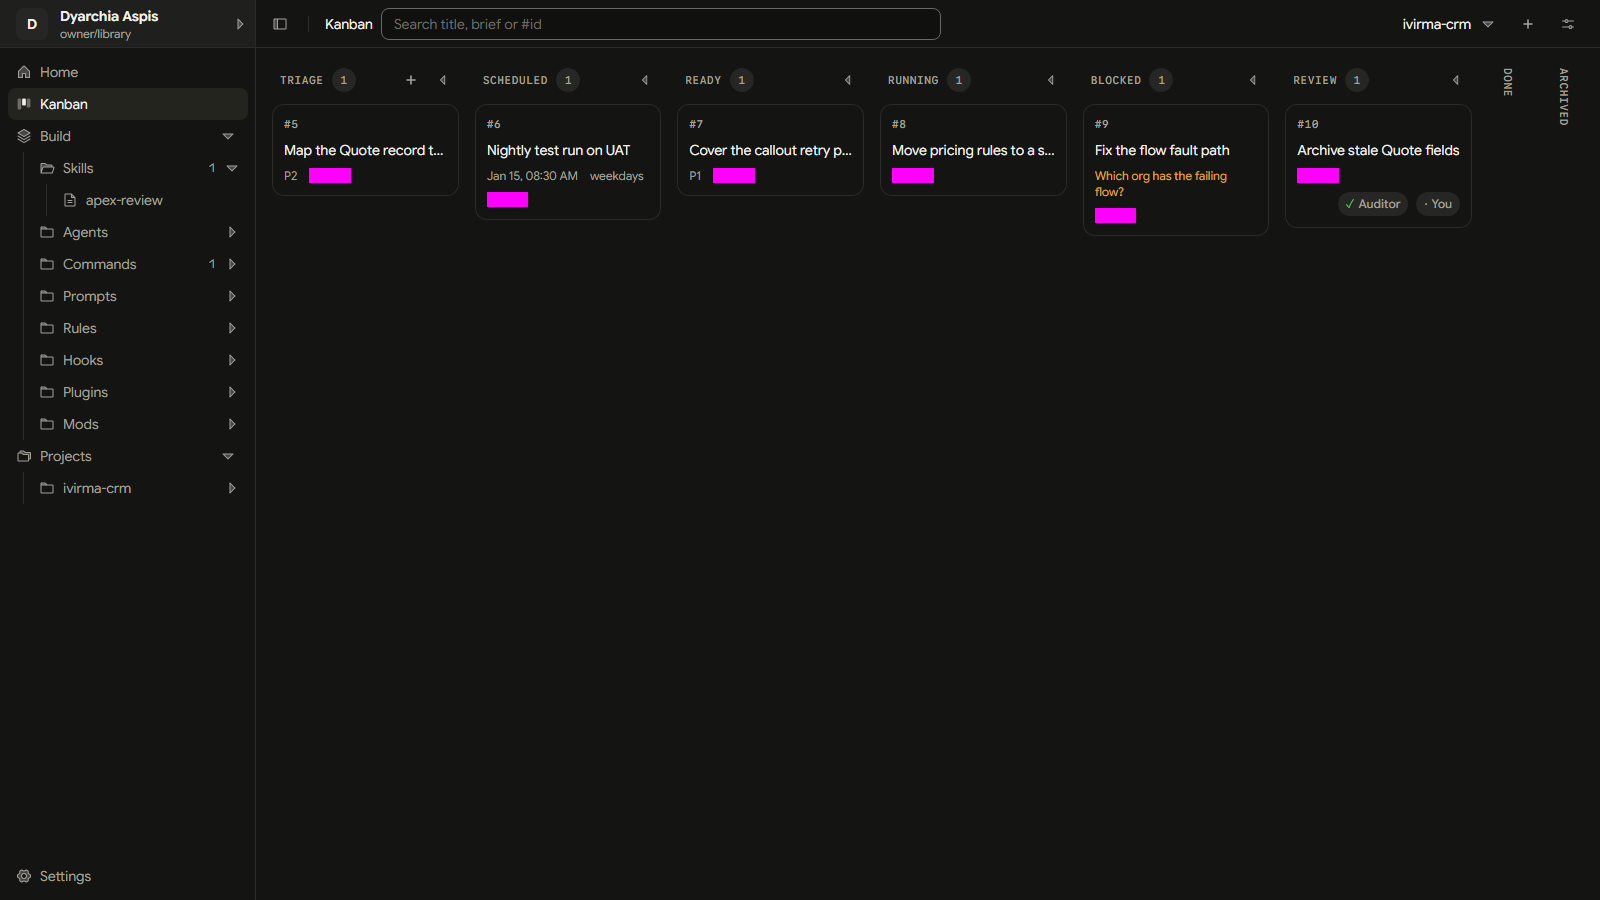 D
Dyarchia Aspis
owner/library
Kanban
Search title, brief or #id
ivirma-crm
Home
Kanban
Build
Skills 1
apex-review
Agents
Commands 1
Prompts
Rules
Hooks
Plugins
Mods
Projects
ivirma-crm
Settings
TRIAGE 1
#5
Map the Quote record t...
P2
SCHEDULED 1
#6
Nightly test run on UAT
Jan 15, 08:30 AM weekdays
READY 1
#7
Cover the callout retry p...
P1
RUNNING 1
#8
Move pricing rules to a s...
BLOCKED 1
#9
Fix the flow fault path
Which org has the failing
flow?
REVIEW 1
#10
Archive stale Quote fields
✓ Auditor
· You
DONE
ARCHIVED